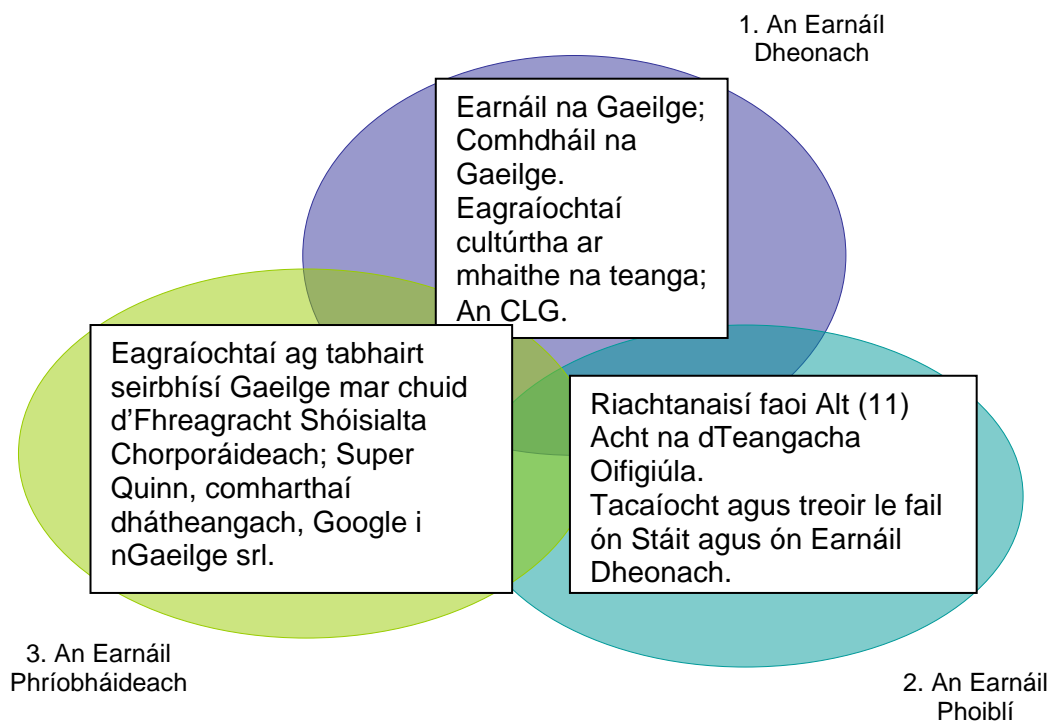 1. An Earnáil
Dheonach
Earnáil na Gaeilge;
Comhdháil na
Gaeilge.
Eagraíochtaí
cultúrtha ar
mhaithe na teanga;
An CLG.
Eagraíochtaí ag tabhairt
seirbhísí Gaeilge mar chuid
d'Fhreagracht Shóisialta
Chorporáideach; Super
Quinn, comharthaí
dhátheangach, Google i
nGaeilge srl.
Riachtanaisí faoi Alt (11)
Acht na dTeangacha
Oifigiúla.
Tacaíocht agus treoir le fail
ón Stáit agus ón Earnáil
Dheonach.
3. An Earnáil
Phríobháideach
2. An Earnáil
Phoiblí